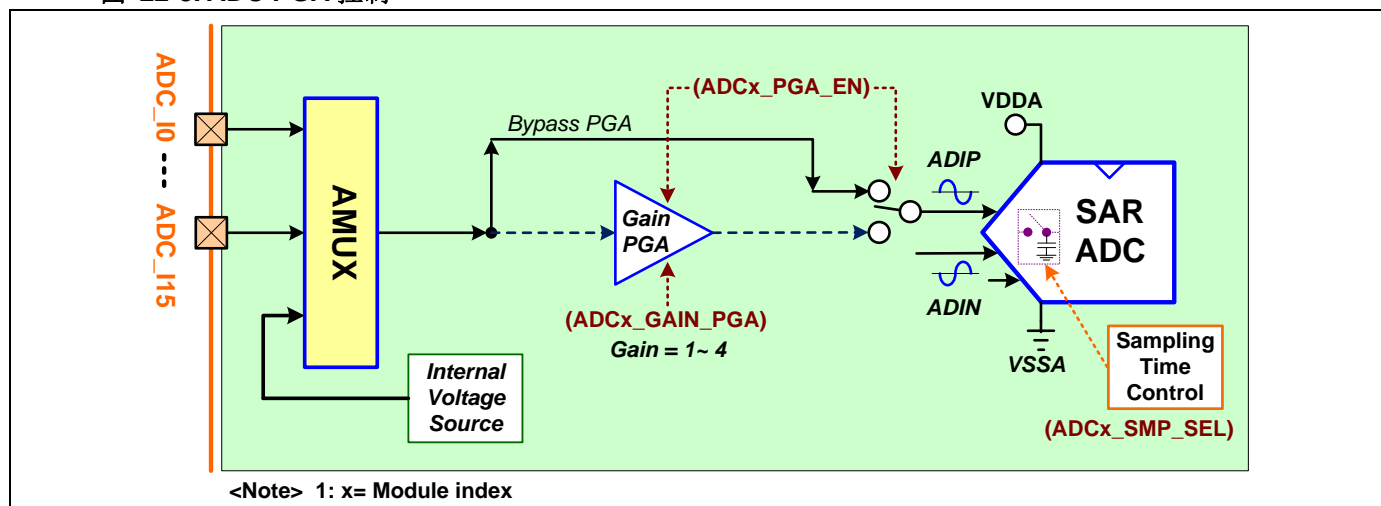 ADC_I0
ADC_I15
AMUX
Bypass PGA
(ADCx_PGA_EN)
Gain
PGA
(ADCx_GAIN_PGA)
Gain = 1~ 4
Internal
Voltage
Source
VDDA
ADIP
ADIN
SAR
ADC
VSSA
Sampling
Time
Control
(ADCx_SMP_SEL)
<Note> 1: x= Module index